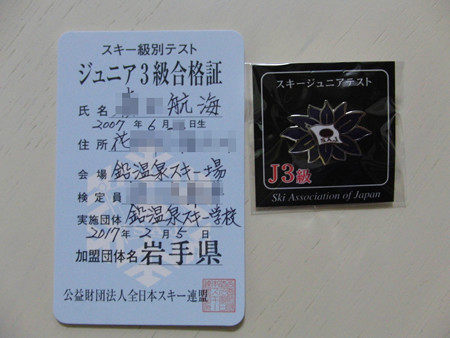 スキー級別テスト
ジュニア3級合格証
氏名 航海
2007年6月 日生
住所 花
会場 鉛温泉スキー場
検定員
実施団体 鉛温泉スキー学校
2017年2月5日
加盟団体名 岩手県
公益財団法人全日本スキー連盟
スキージュニアテスト
J3級
Ski Association of Japan